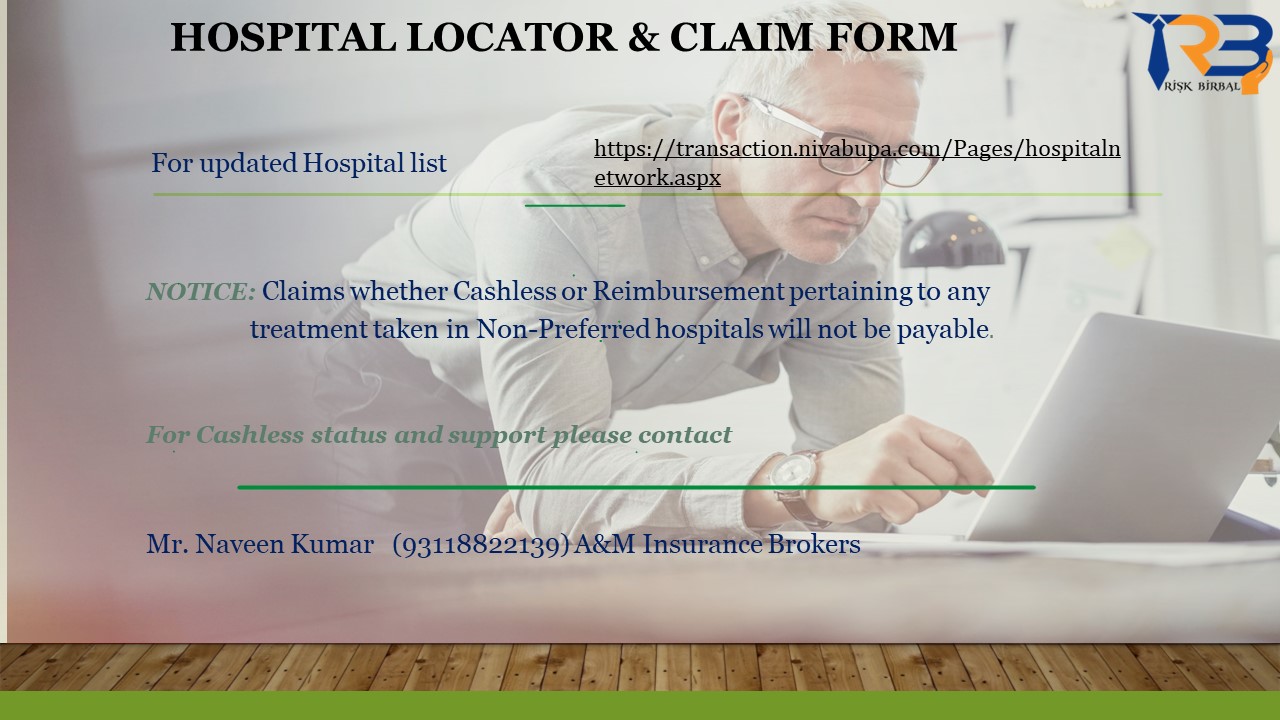 HOSPITAL LOCATOR & CLAIM FORM
RISK BIRBAL
For updated Hospital list
https://transaction.nivabupa.com/Pages/hospitaln
etwork.aspx
NOTICE: Claims whether Cashless or Reimbursement pertaining to any
treatment taken in Non-Preferred hospitals will not be payable.
For Cashless status and support please contact
Mr. Naveen Kumar (93118822139) A&M Insurance Brokers